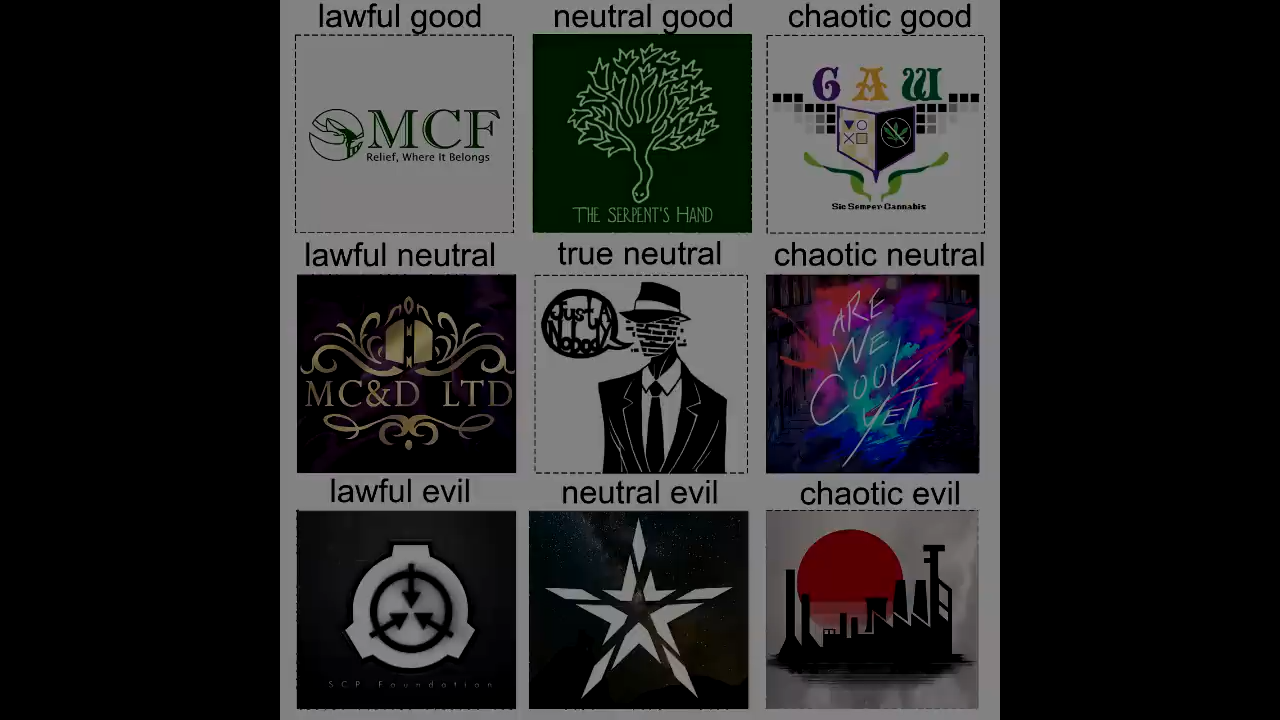 lawful good
neutral good
chaotic good
MCF
Relief, Where It Belongs
THE SERPENT'S HAND
GAW
Sic Semper Cannabis
lawful neutral
true neutral
chaotic neutral
MC&D LTD
Just A
Nobody
ARE
WE
COOL
YET
lawful evil
neutral evil
chaotic evil
SCP Foundation